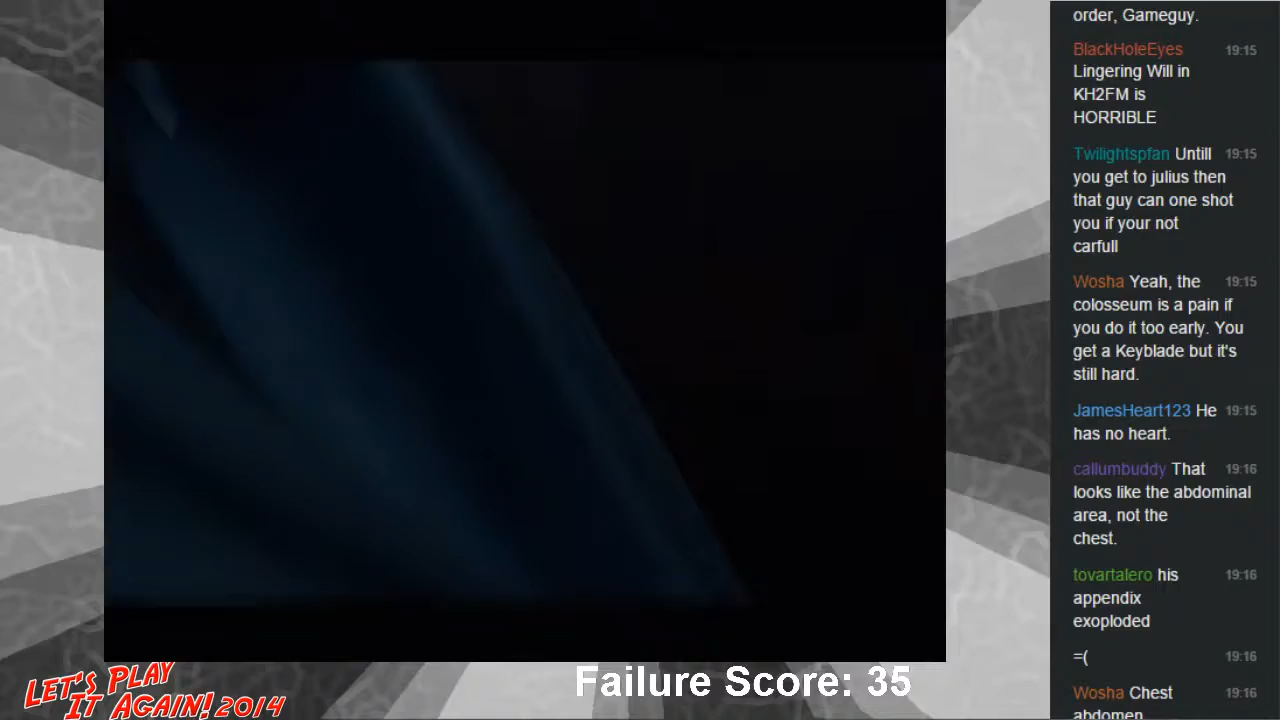 order, Gameguy.
BlackHoleEyes 19:15
Lingering Will in
KH2FM is
HORRIBLE
Twilightspfan Untill 19:15
you get to julius then
that guy can one shot
you if your not
carfull
Wosha Yeah, the 19:15
colosseum is a pain if
you do it too early. You
get a Keyblade but it's
still hard.
JamesHeart123 He 19:15
has no heart.
callumbuddy That 19:16
looks like the abdominal
area, not the
chest.
tovartalero his 19:16
appendix
exoploded
=( 19:16
Wosha Chest 19:16
abdomen
LET'S PLAY
IT AGAIN! 2014
Failure Score: 35